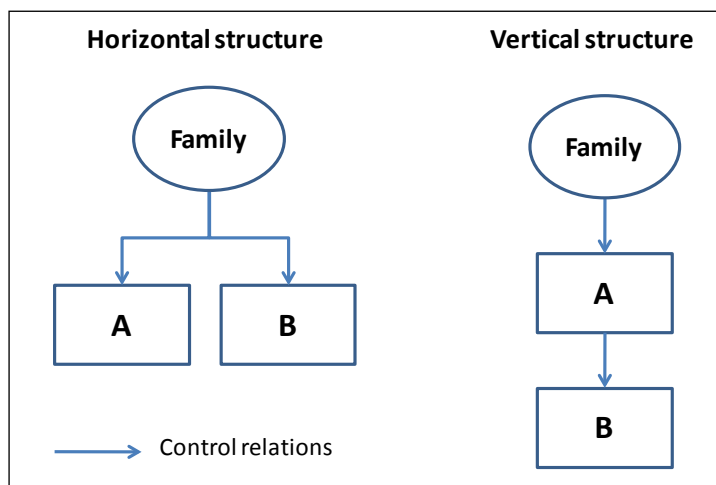 Horizontal structure
Family
A
B
Control relations
Vertical structure
Family
A
B